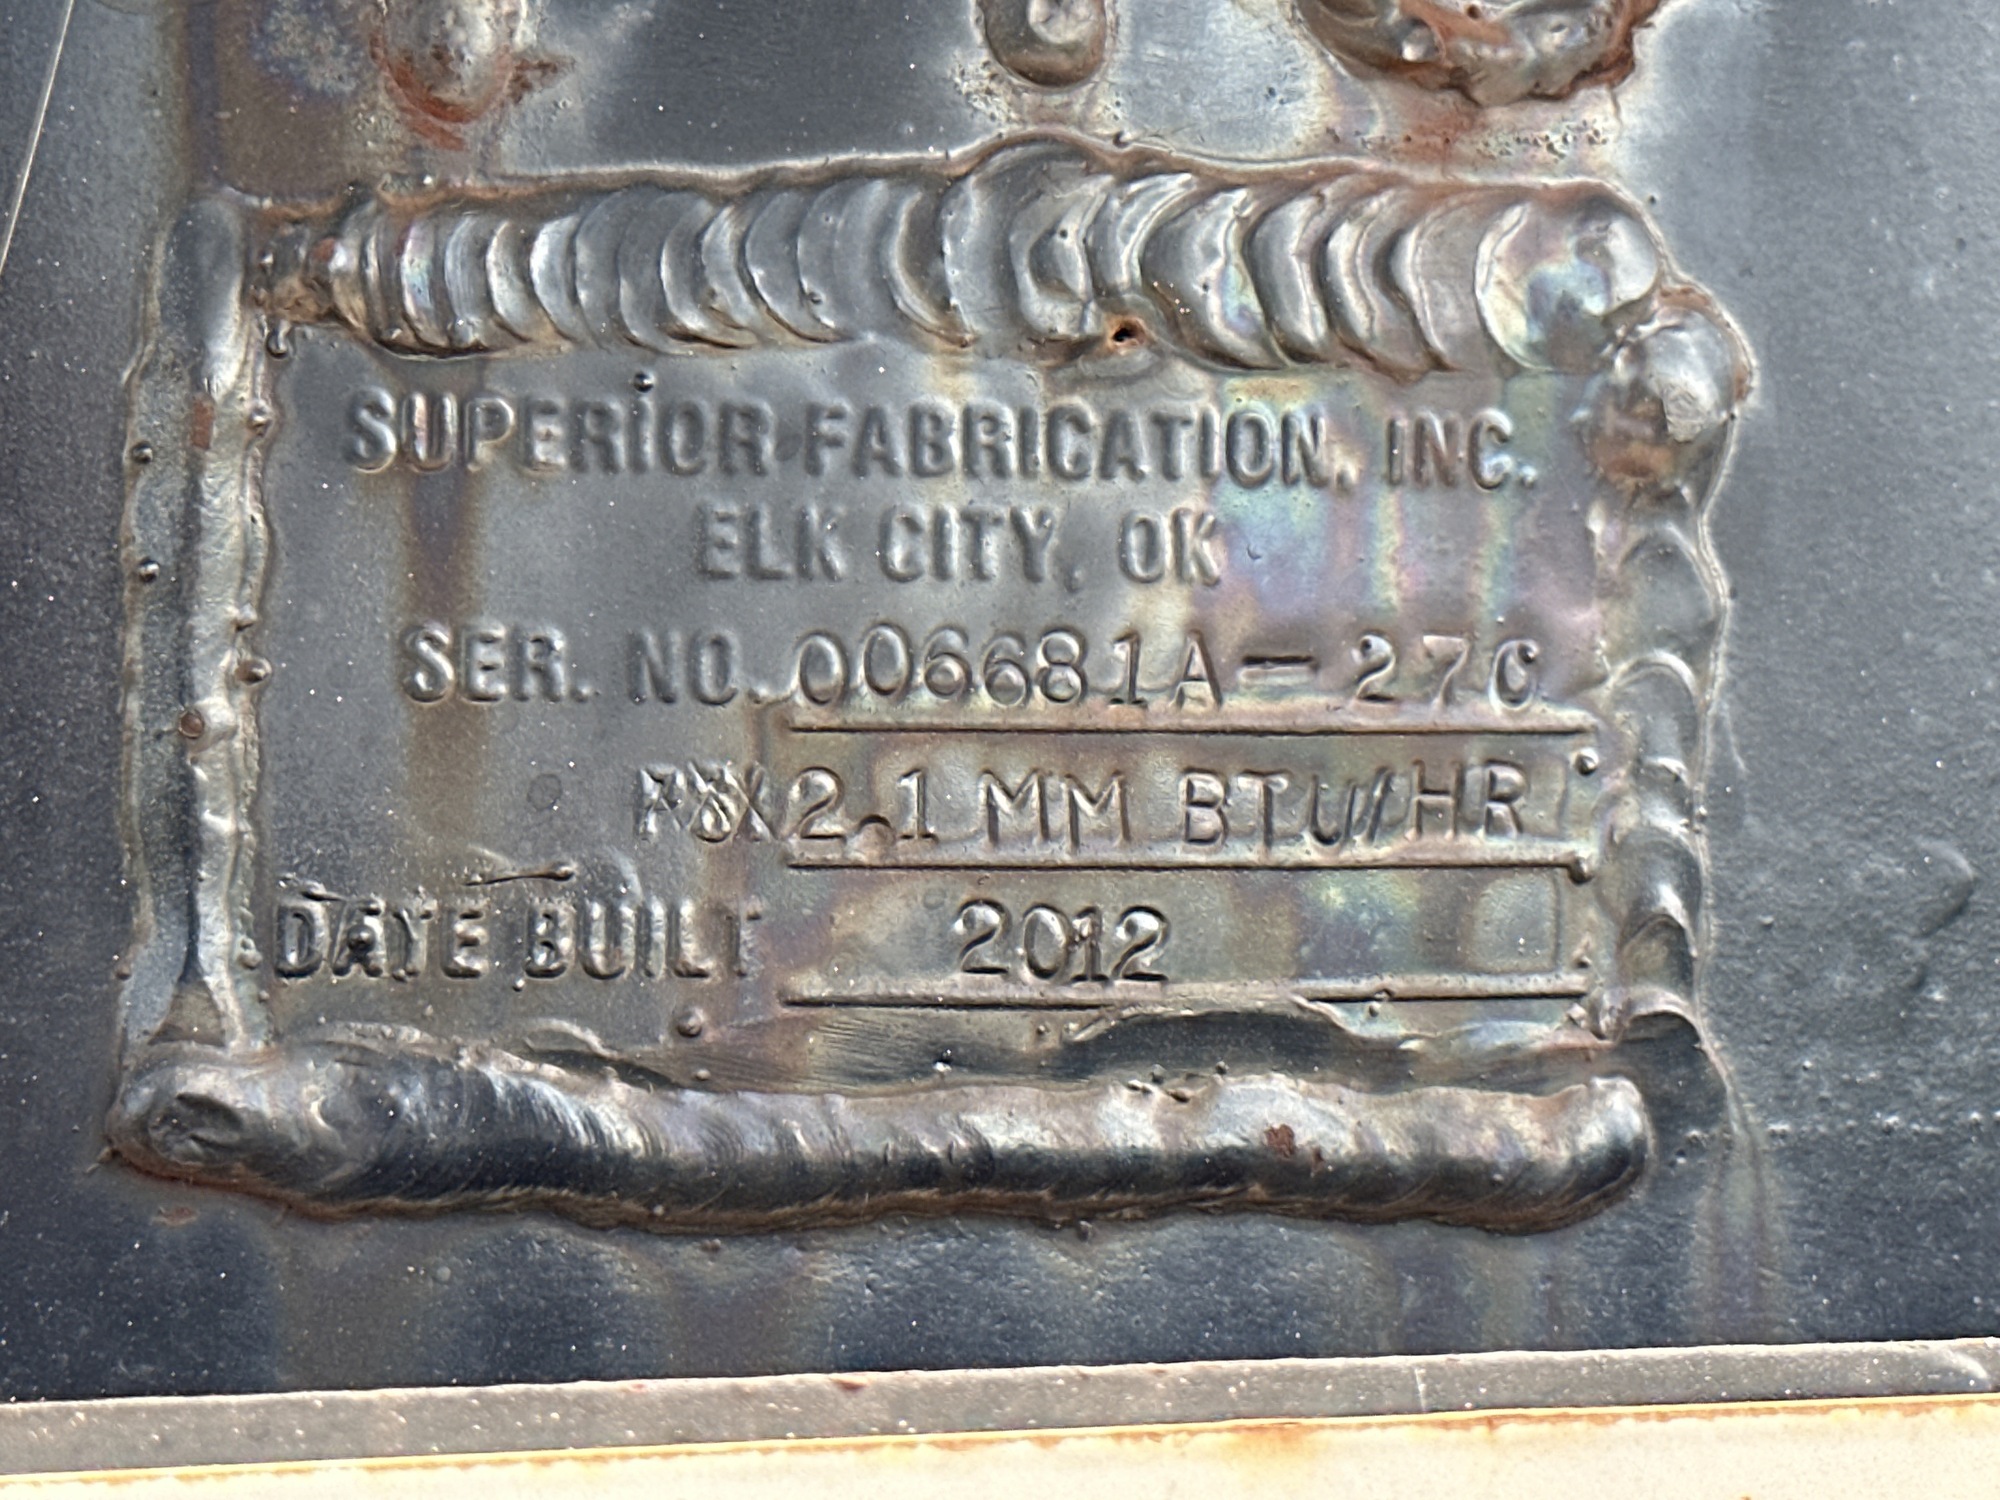 SUPERIOR FABRICATION, INC.
ELK CITY, OK
SER. NO. 006681A-27C
2.1 MM BTU/HR
DATE BUILT 2012